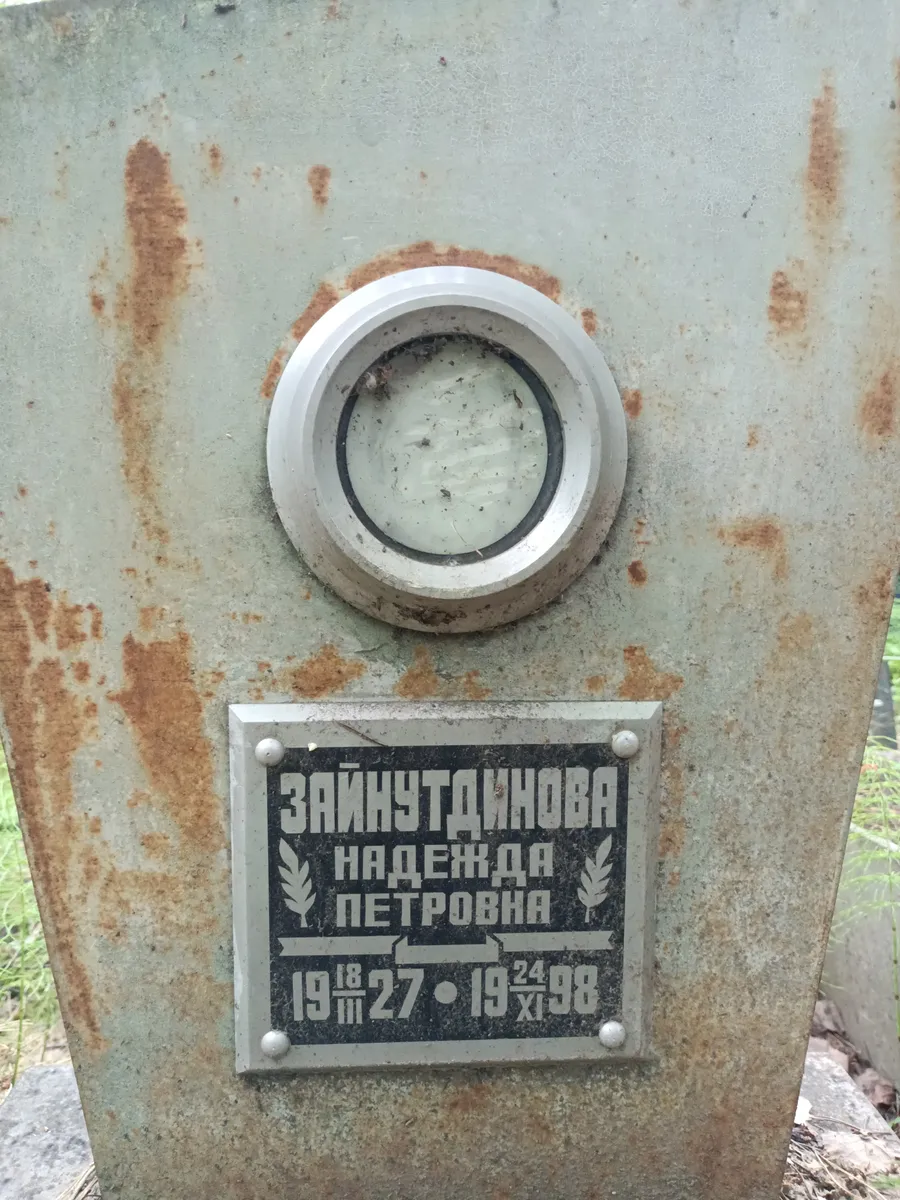 ЗАЙНУТДИНОВА
НАДЕЖДА
ПЕТРОВНА
19 18/III 27 • 19 24/XI 98